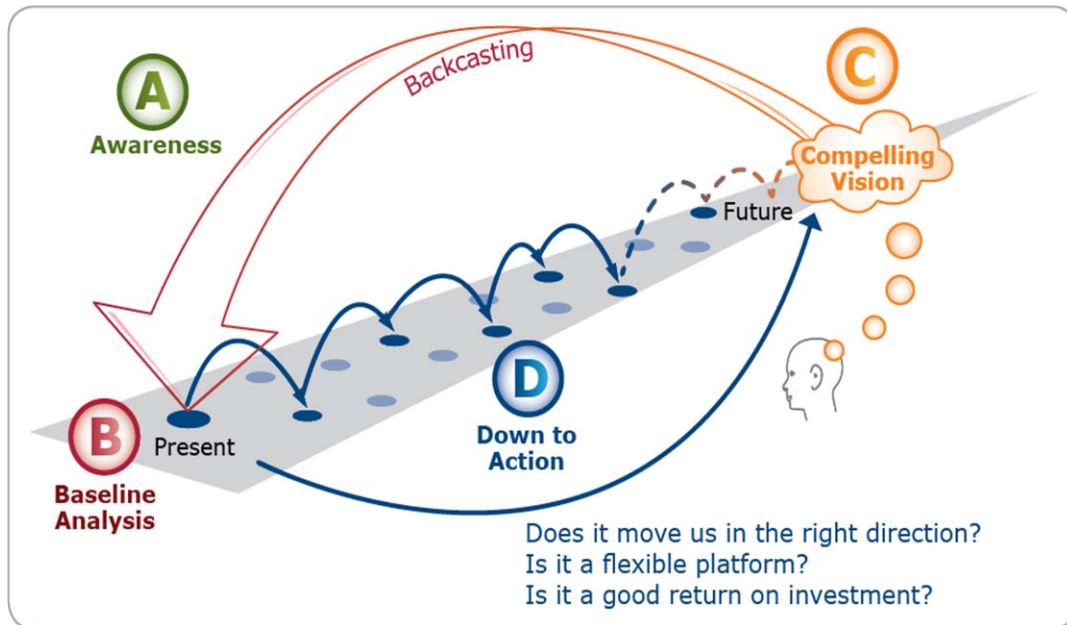 A
Awareness
Backcasting
C
Compelling
Vision
Future
B
Present
Baseline
Analysis
D
Down to
Action
Does it move us in the right direction?
Is it a flexible platform?
Is it a good return on investment?